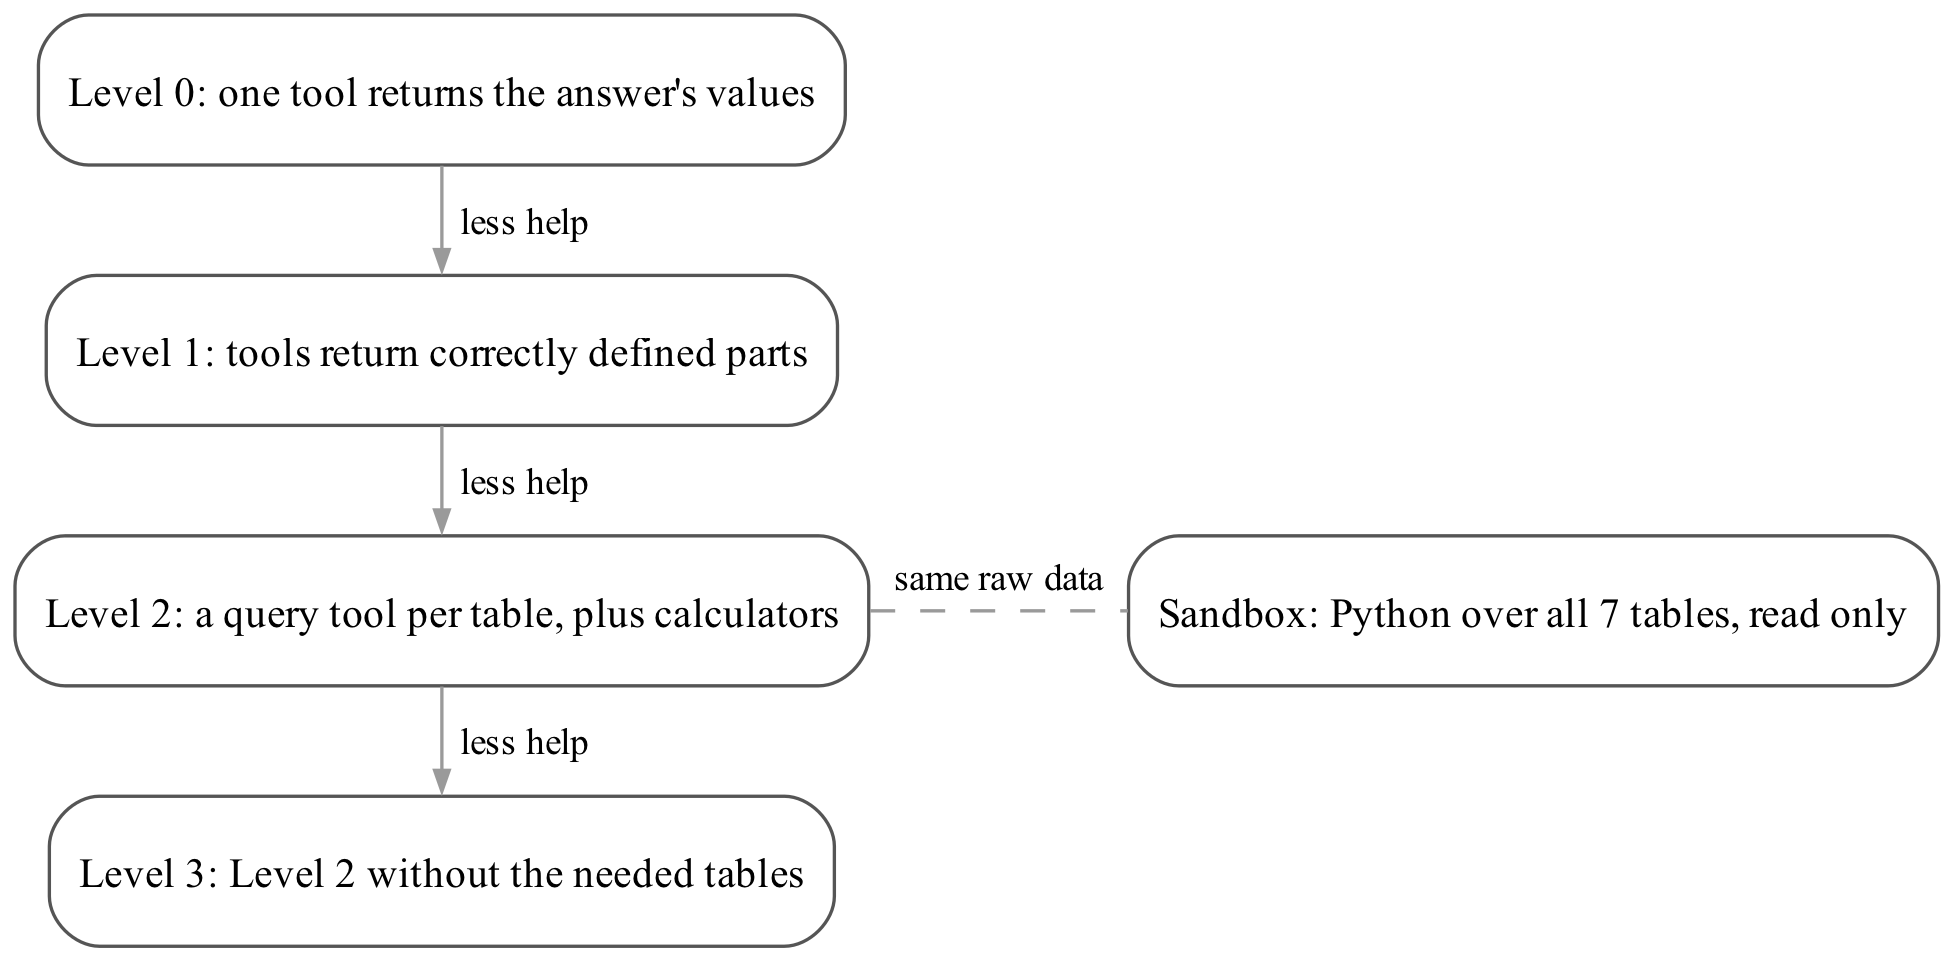 Level 0: one tool returns the answer's values
less help
Level 1: tools return correctly defined parts
less help
Level 2: a query tool per table, plus calculators
same raw data
Sandbox: Python over all 7 tables, read only
less help
Level 3: Level 2 without the needed tables